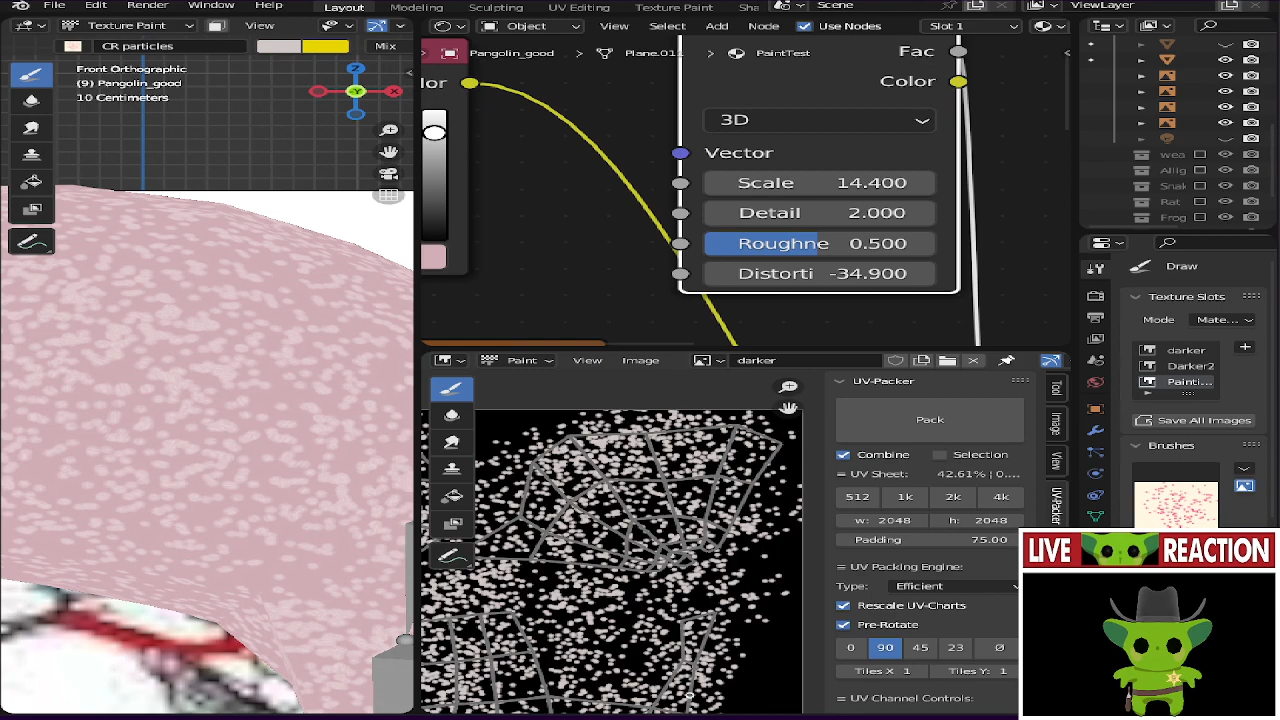 File Edit Render Window Help Layout Modeling Sculpting UV Editing Texture Paint Sha Scene ViewLayer
Texture Paint View
Object View Select Add Node Use Nodes Slot 1
CR particles Mix
Front Orthographic
(9) Pangolin_good
10 Centimeters
Pangolin_good > Plane.011 > PaintTest
lor
Fac
Color
3D
Vector
Scale 14.400
Detail 2.000
Roughne 0.500
Distorti -34.900
wea
Allig
Snak
Rat
Frog
Draw
Texture Slots
Mode Mate...
darker
Darker2
Painti...
Save All Images
Brushes
Paint View Image darker
UV-Packer
Pack
Combine Selection
UV Sheet: 42.61% | 0....
512 1k 2k 4k
w: 2048 h: 2048
Padding 75.00
UV Packing Engine:
Type: Efficient
Rescale UV-Charts
Pre-Rotate
0 90 45 23 Ø
Tiles X 1 Tiles Y: 1
UV Channel Controls:
Tool
Image
View
UV-Packer
LIVE REACTION